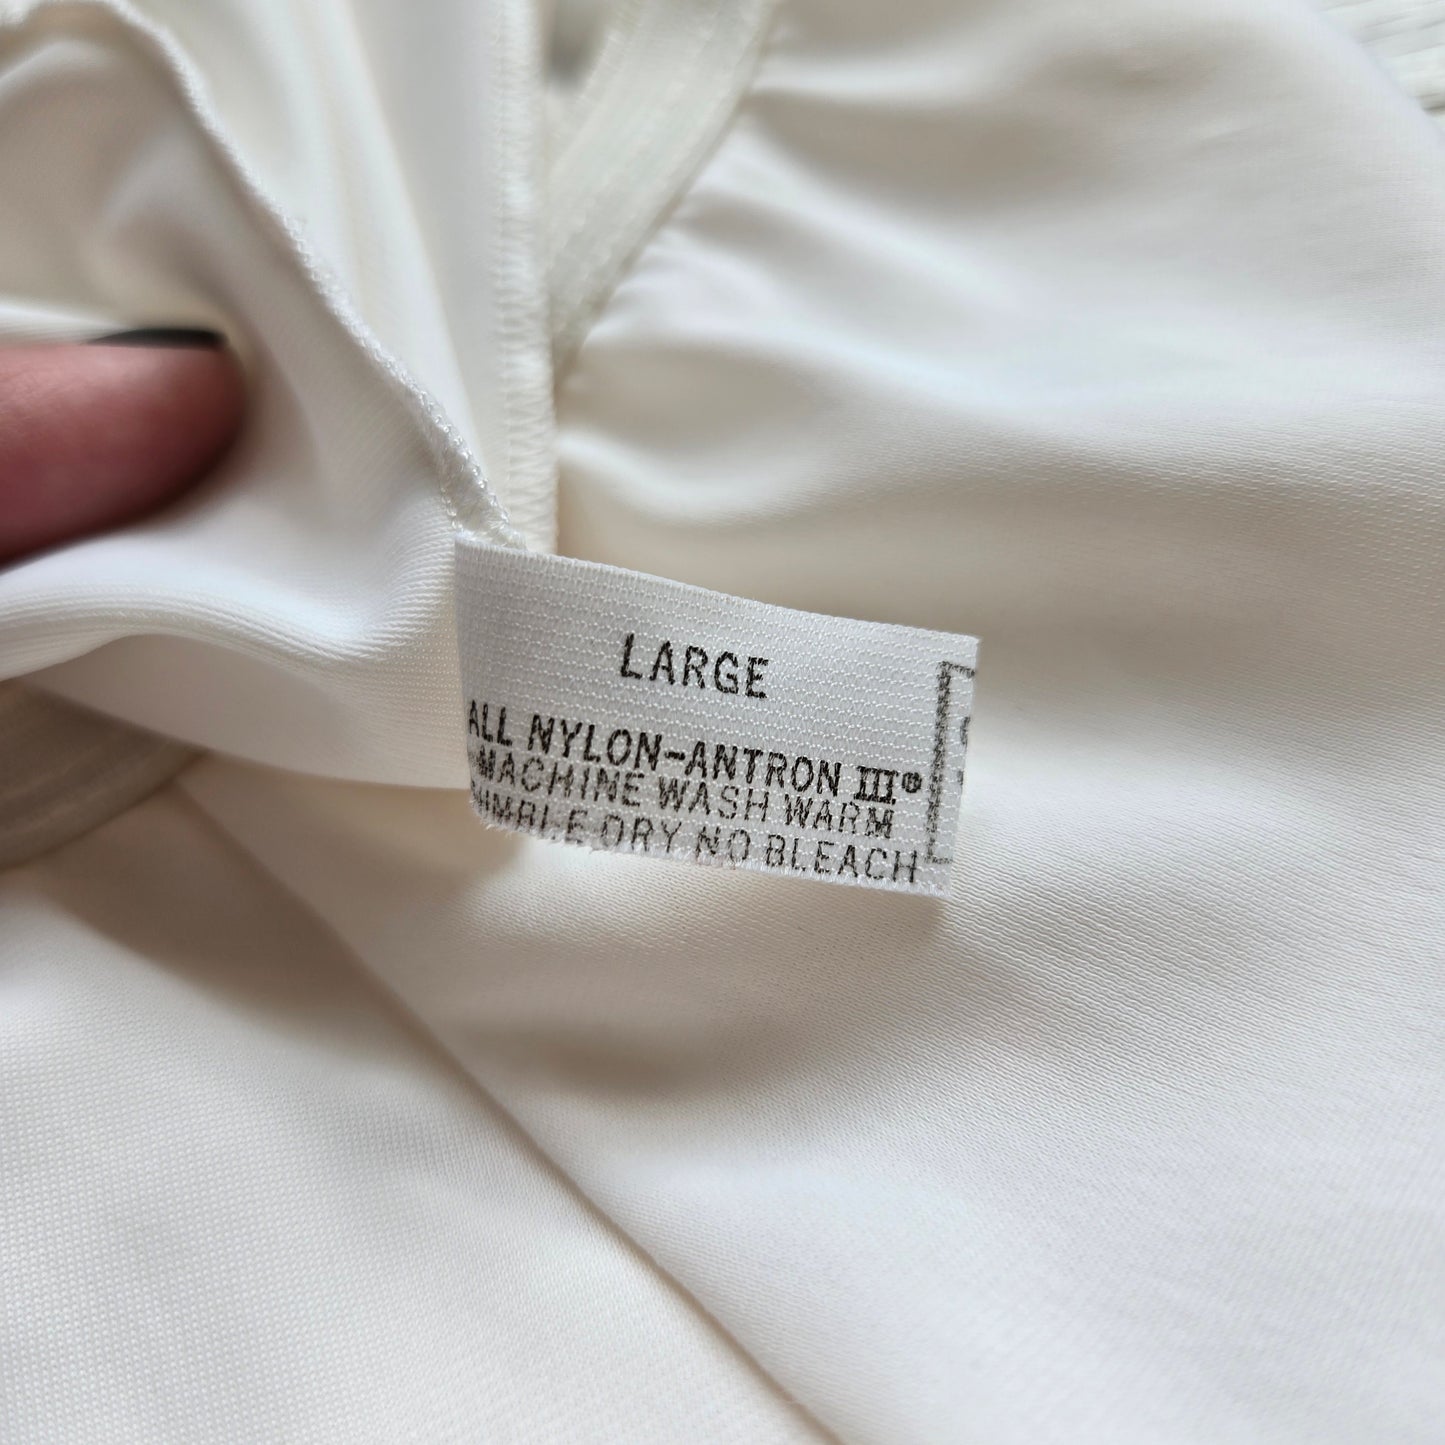 LARGE
ALL NYLON-ANTRON III®
MACHINE WASH WARM
DRY NO BLEACH